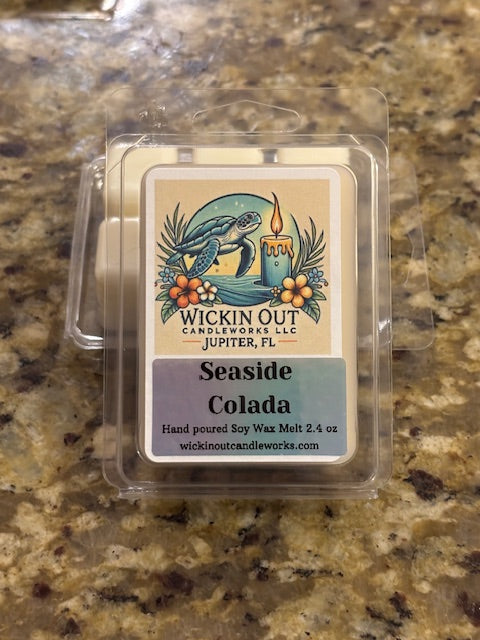 WICKIN OUT
CANDLEWORKS LLC
JUPITER, FL
Seaside
Colada
Hand poured Soy Wax Melt 2.4 oz
wickinoutcandleworks.com